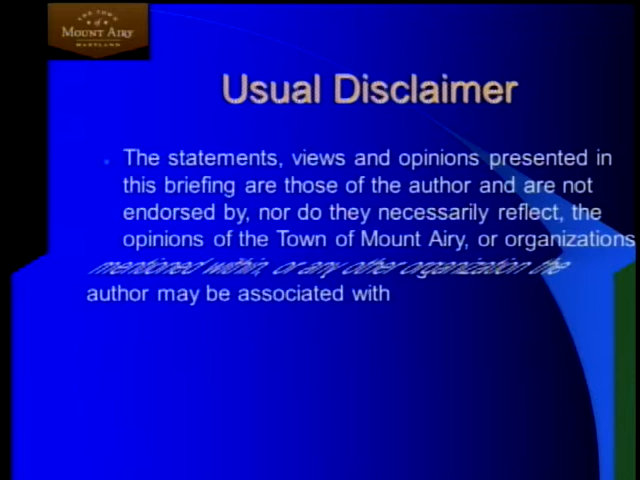 THE TOWN
of
MOUNT AIRY
MARYLAND
Usual Disclaimer
The statements, views and opinions presented in
this briefing are those of the author and are not
endorsed by, nor do they necessarily reflect, the
opinions of the Town of Mount Airy, or organizations
mentioned within, or any other organization the
author may be associated with